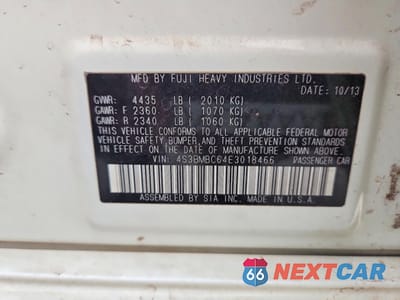 MFD BY FUJI HEAVY INDUSTRIES LTD.
DATE: 10/13
GVWR: 4435 LB ( 2010 KG)
GAWR: F 2360 LB ( 1070 KG)
GAWR: R 2340 LB ( 1060 KG)
THIS VEHICLE CONFORMS TO ALL APPLICABLE FEDERAL MOTOR
VEHICLE SAFETY, BUMPER, AND THEFT PREVENTION STANDARDS
IN EFFECT ON THE DATE OF MANUFACTURE SHOWN ABOVE.
VIN: 4S3BMBC64E3018466 PASSENGER CAR
ASSEMBLED BY SIA INC. MADE IN U.S.A.
66 NEXTCAR